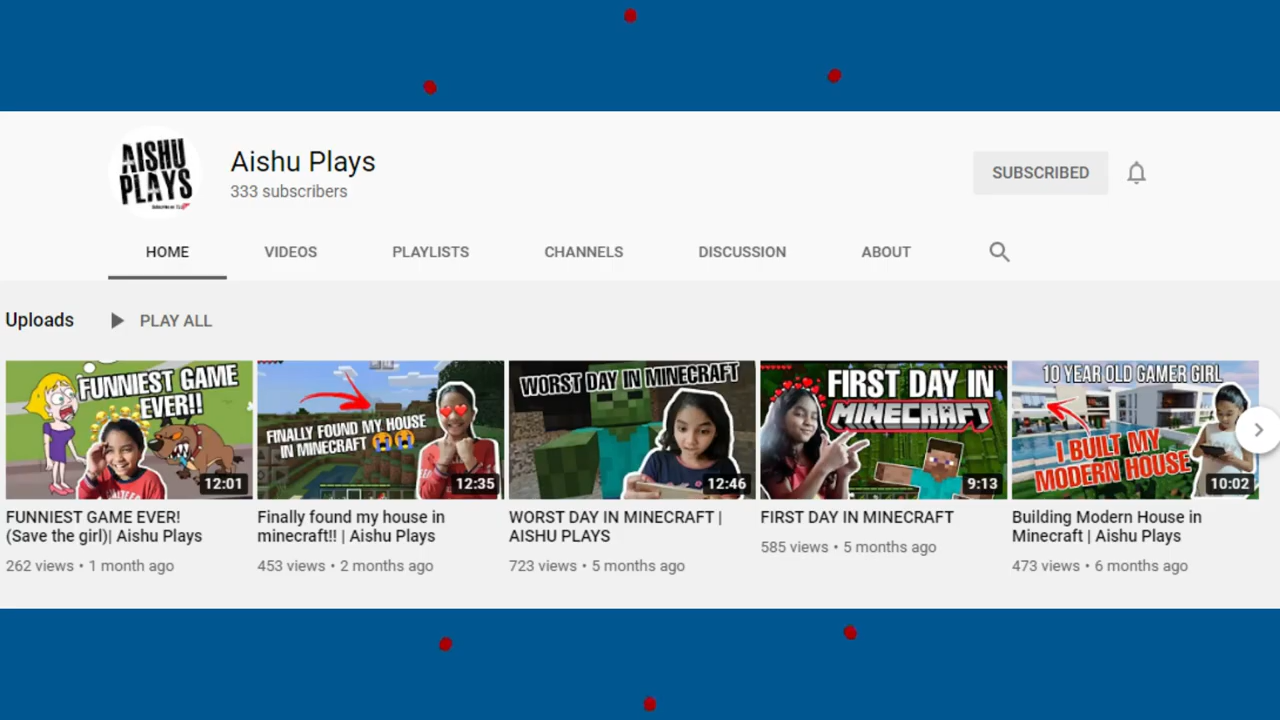 AISHU
PLAYS
Aishu Plays
333 subscribers
SUBSCRIBED
HOME
VIDEOS
PLAYLISTS
CHANNELS
DISCUSSION
ABOUT
Uploads
PLAY ALL
FUNNIEST GAME
EVER!!
12:01
FINALLY FOUND MY HOUSE
IN MINECRAFT
12:35
WORST DAY IN MINECRAFT
12:46
FIRST DAY IN
MINECRAFT
9:13
10 YEAR OLD GAMER GIRL
I BUILT MY
MODERN HOUSE
10:02
FUNNIEST GAME EVER!
(Save the girl)| Aishu Plays
262 views • 1 month ago
Finally found my house in
minecraft!! | Aishu Plays
453 views • 2 months ago
WORST DAY IN MINECRAFT |
AISHU PLAYS
723 views • 5 months ago
FIRST DAY IN MINECRAFT
585 views • 5 months ago
Building Modern House in
Minecraft | Aishu Plays
473 views • 6 months ago